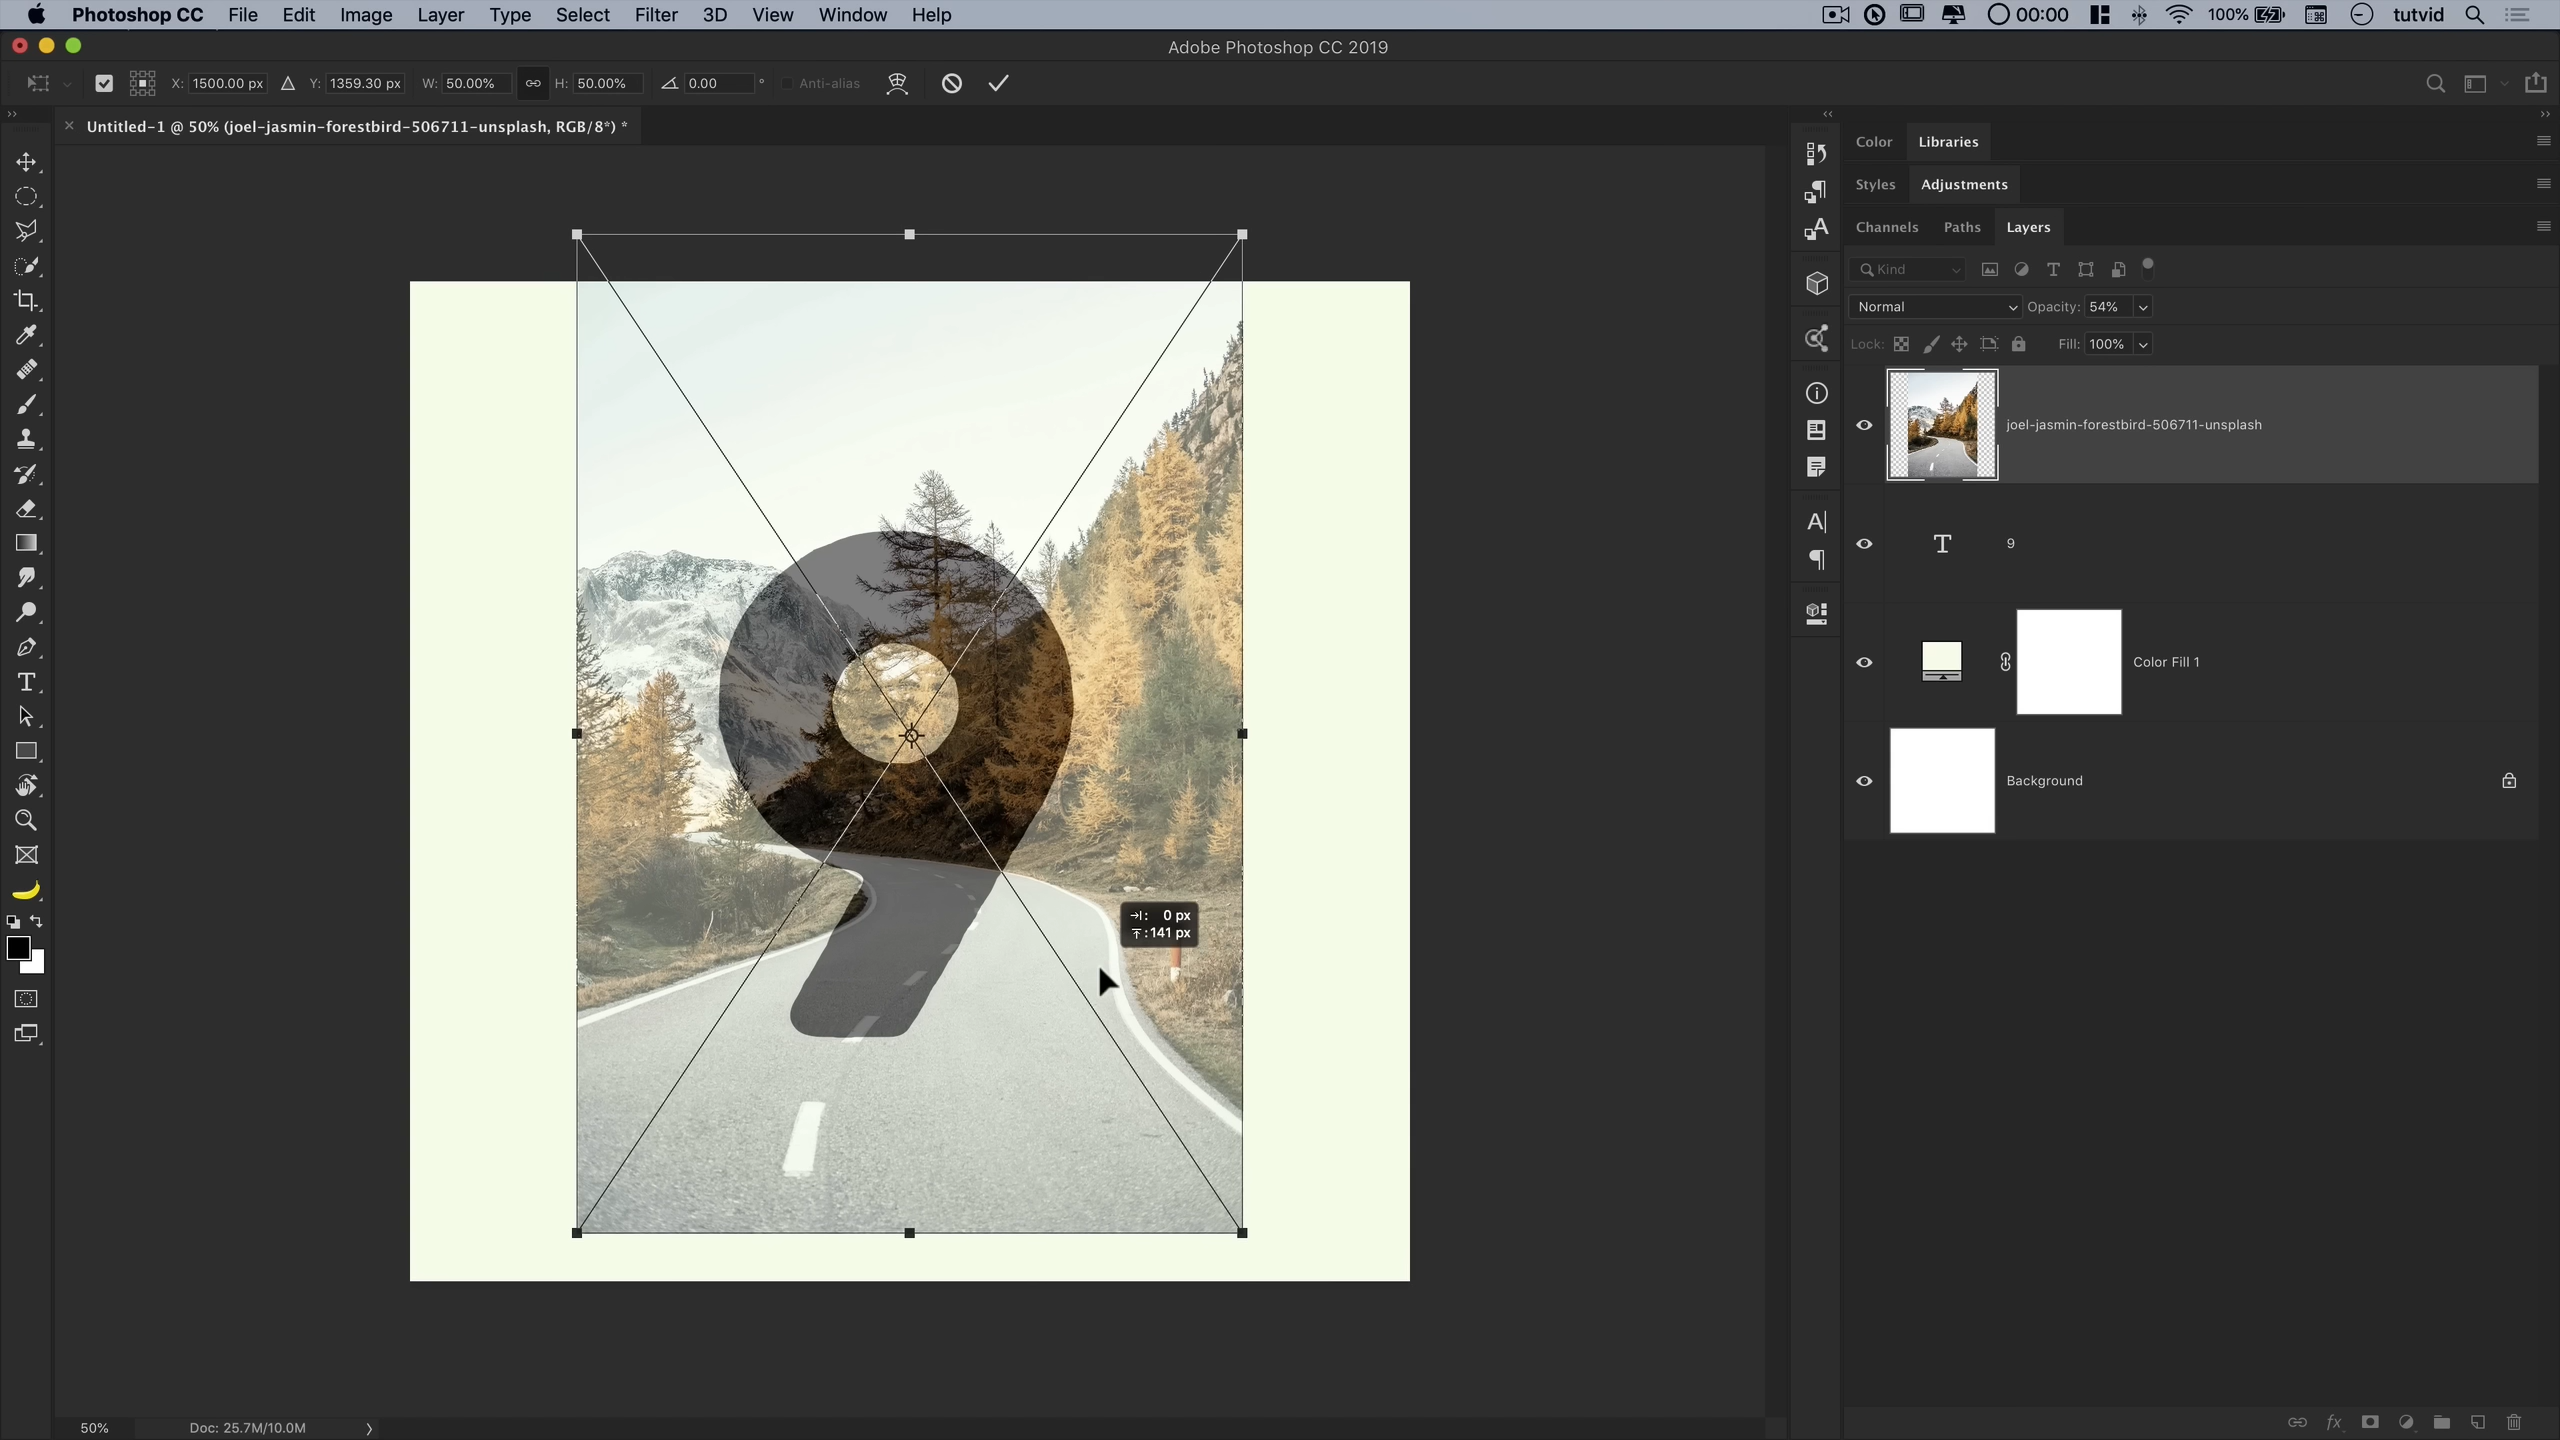 Photoshop CC File Edit Image Layer Type Select Filter 3D View Window Help 00:00 100% tutvid
Adobe Photoshop CC 2019
X: 1500.00 px Y: 1359.30 px W: 50.00% H: 50.00% 0.00 ° Anti-alias
Untitled-1 @ 50% (joel-jasmin-forestbird-506711-unsplash, RGB/8*) *
Color Libraries
Styles Adjustments
Channels Paths Layers
Kind
Normal Opacity: 54%
Lock: Fill: 100%
joel-jasmin-forestbird-506711-unsplash
9
Color Fill 1
Background
9
0 px
141 px
50% Doc: 25.7M/10.0M